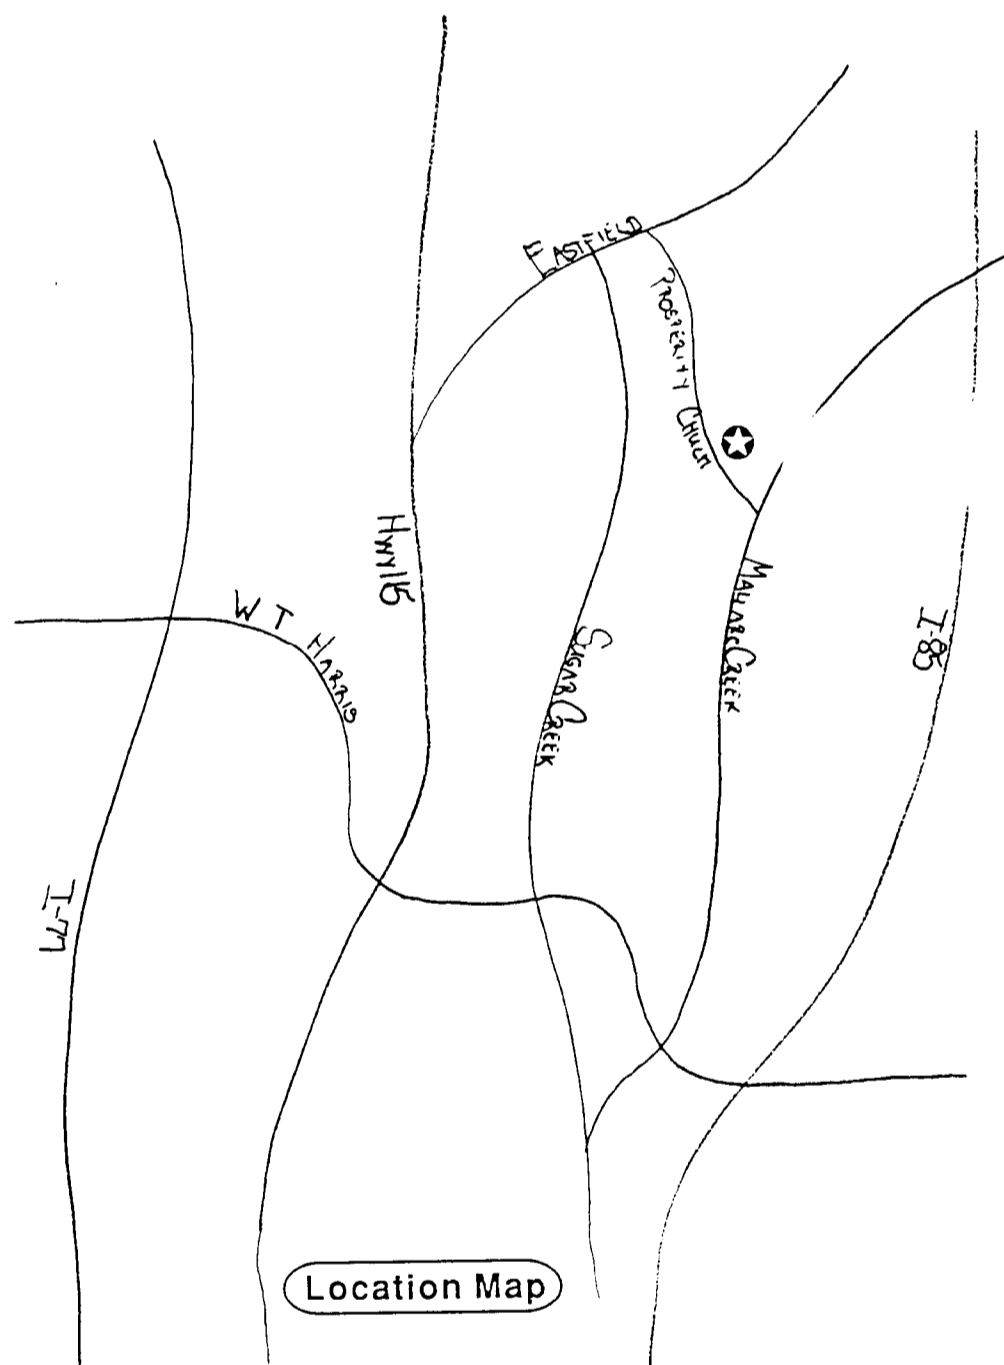 EASTFIELD
PROSPERITY CHURCH
HWY 115
W T HARRIS
MALLARD CREEK
SUGAR CREEK
I-85
I-77
Location Map